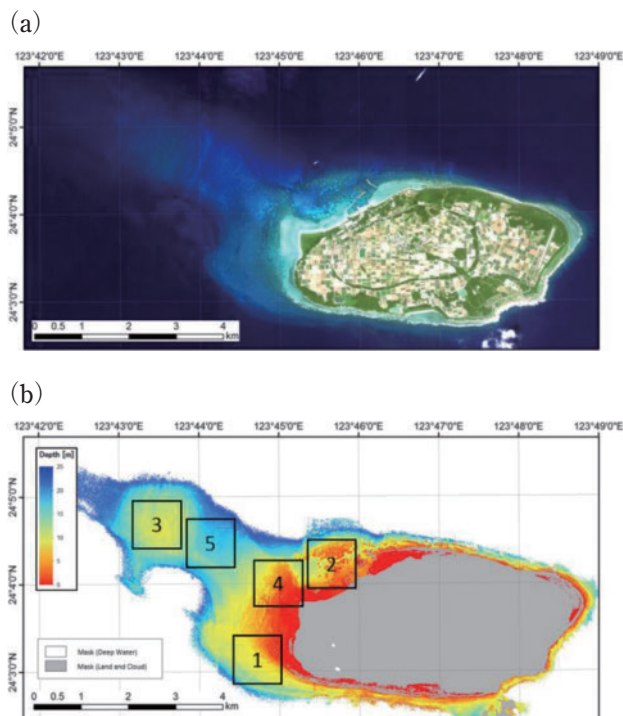 (a)
123°42'0"E 123°43'0"E 123°44'0"E 123°45'0"E 123°46'0"E 123°47'0"E 123°48'0"E 123°49'0"E
24°5'0"N
24°4'0"N
24°3'0"N
0 0.5 1 2 3 4
km
(b)
123°42'0"E 123°43'0"E 123°44'0"E 123°45'0"E 123°46'0"E 123°47'0"E 123°48'0"E 123°49'0"E
Depth [m]
25
20
15
10
5
0
24°5'0"N
24°4'0"N
24°3'0"N
3
5
2
4
1
Mask (Deep Water)
Mask (Land and Cloud)
0 0.5 1 2 3 4
km